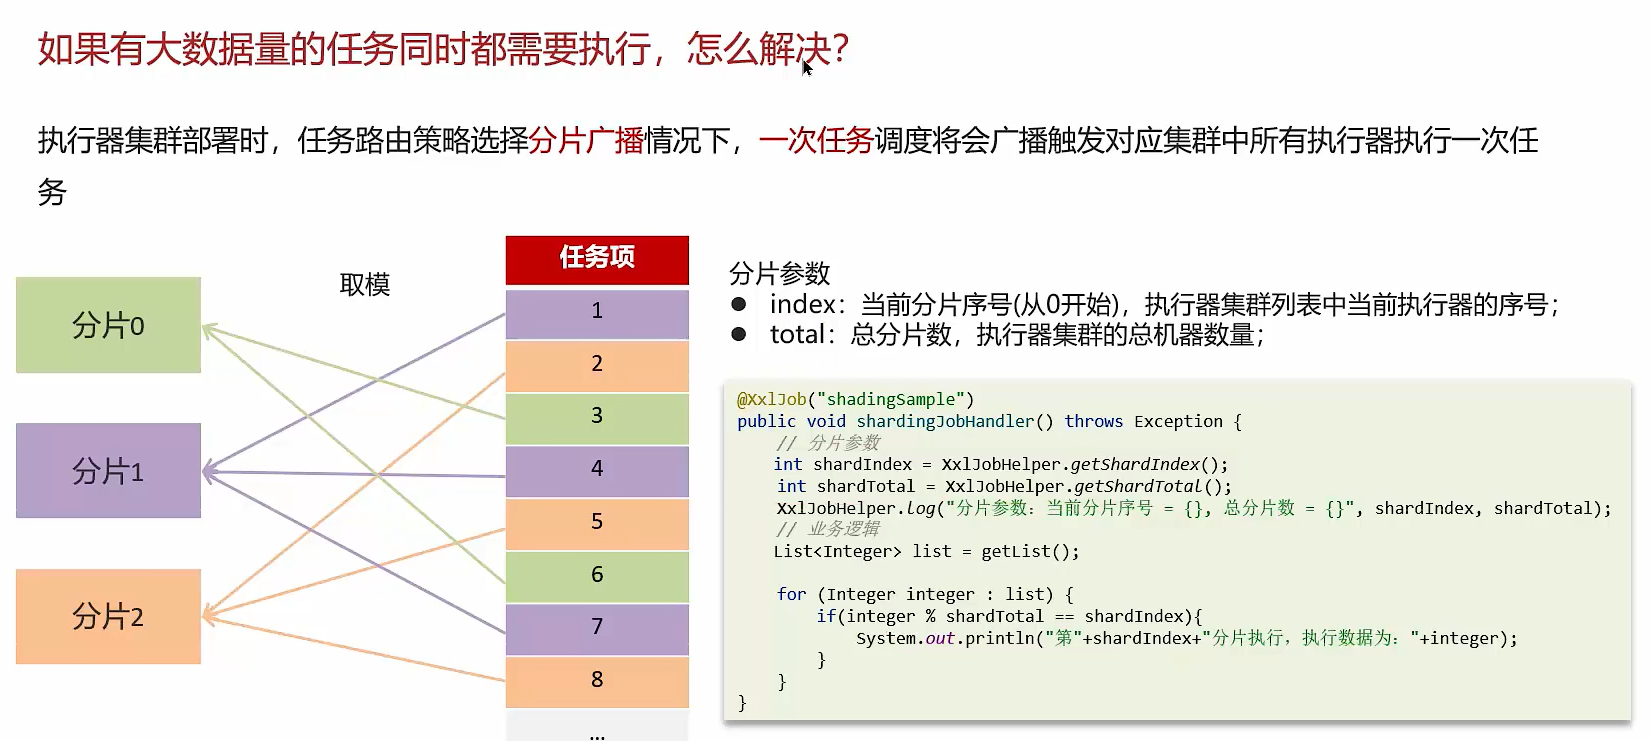 如果有大数据量的任务同时都需要执行，怎么解决？
执行器集群部署时，任务路由策略选择分片广播情况下，一次任务调度将会广播触发对应集群中所有执行器执行一次任
务
取模
分片0
分片1
分片2
任务项
1
2
3
4
5
6
7
8
...
分片参数
● index：当前分片序号(从0开始)，执行器集群列表中当前执行器的序号；
● total：总分片数，执行器集群的总机器数量；
@XxlJob("shadingSample")
public void shardingJobHandler() throws Exception {
// 分片参数
int shardIndex = XxlJobHelper.getShardIndex();
int shardTotal = XxlJobHelper.getShardTotal();
XxlJobHelper.log("分片参数：当前分片序号 = {}, 总分片数 = {}", shardIndex, shardTotal);
// 业务逻辑
List<Integer> list = getList();
for (Integer integer : list) {
if(integer % shardTotal == shardIndex){
System.out.println("第"+shardIndex+"分片执行，执行数据为："+integer);
}
}
}